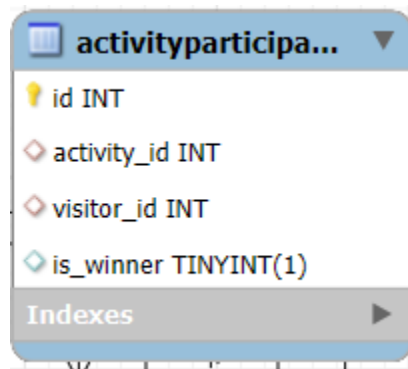 activityparticipa...
id INT
activity_id INT
visitor_id INT
is_winner TINYINT(1)
Indexes